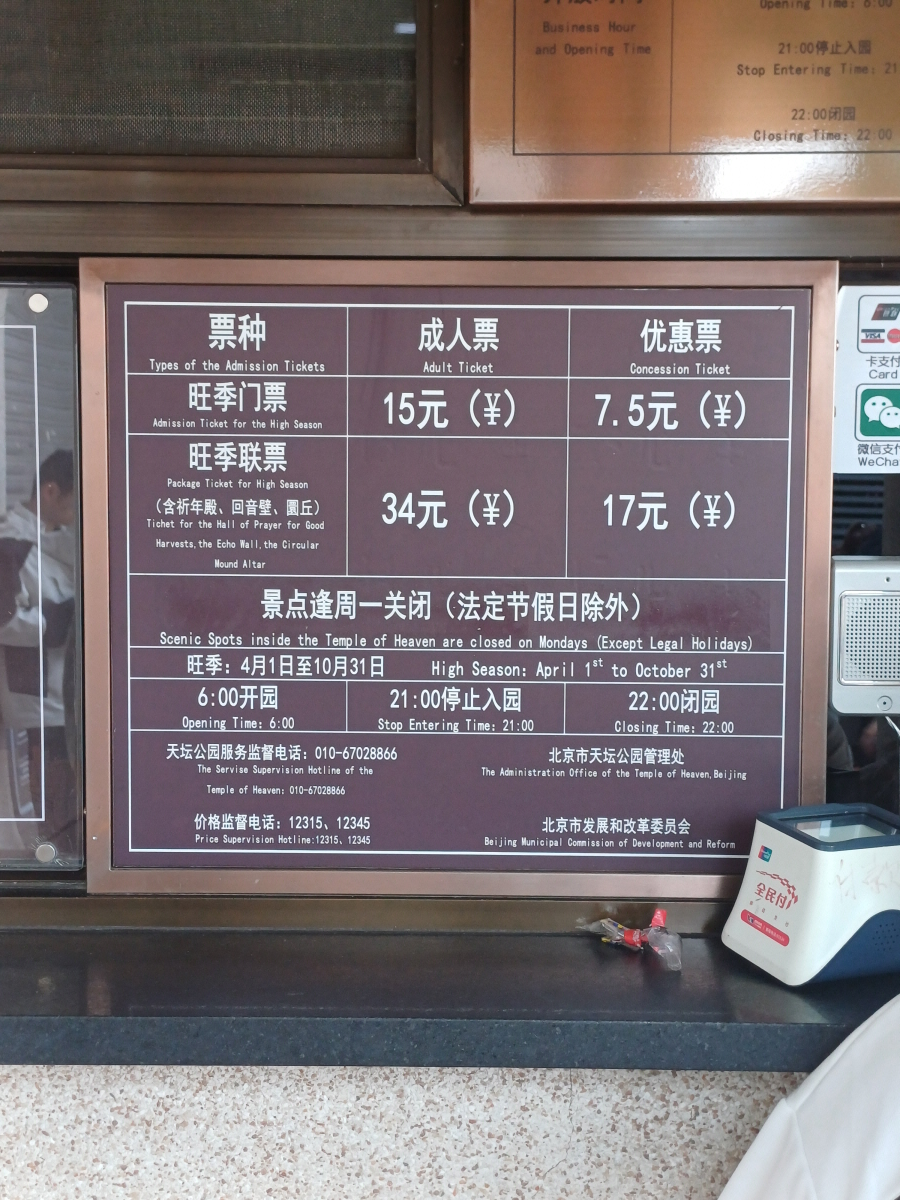 Business Hour
and Opening Time
Opening Time: 6:00
21:00停止入园
Stop Entering Time: 21
22:00闭园
Closing Time: 22:00
票种
Types of the Admission Tickets
成人票
Adult Ticket
优惠票
Concession Ticket
旺季门票
Admission Ticket for the High Season
15元（¥）
7.5元（¥）
旺季联票
Package Ticket for High Season
（含祈年殿、回音壁、圜丘）
Tichet for the Hall of Prayer for Good
Harvests,the Echo Wall,the Circular
Mound Altar
34元（¥）
17元（¥）
景点逢周一关闭（法定节假日除外）
Scenic Spots inside the Temple of Heaven are closed on Mondays (Except Legal Holidays)
旺季：4月1日至10月31日 High Season: April 1st to October 31st
6:00开园
Opening Time: 6:00
21:00停止入园
Stop Entering Time: 21:00
22:00闭园
Closing Time: 22:00
天坛公园服务监督电话：010-67028866
The Servise Supervision Hotline of the
Temple of Heaven: 010-67028866
北京市天坛公园管理处
The Administration Office of the Temple of Heaven,Beijing
价格监督电话：12315、12345
Price Supervision Hotline:12315、12345
北京市发展和改革委员会
Beijing Municipal Commission of Development and Reform
VISA
卡支付
Card
微信支付
WeCha
全民付